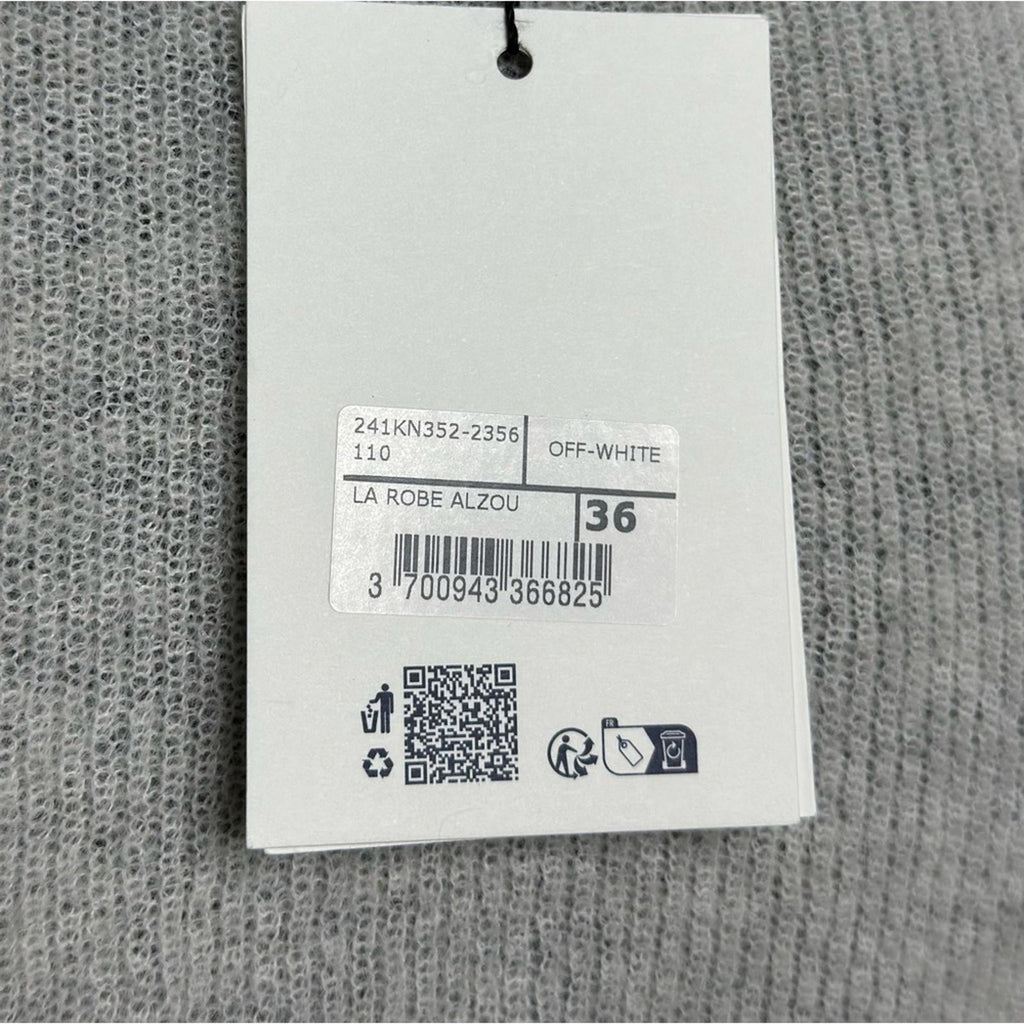 241KN352-2356
110
OFF-WHITE
LA ROBE ALZOU
36
3 700943 366825
FR